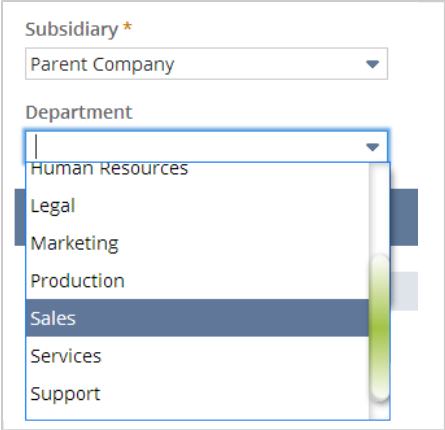 Subsidiary *
Parent Company
Department
Human Resources
Legal
Marketing
Production
Sales
Services
Support